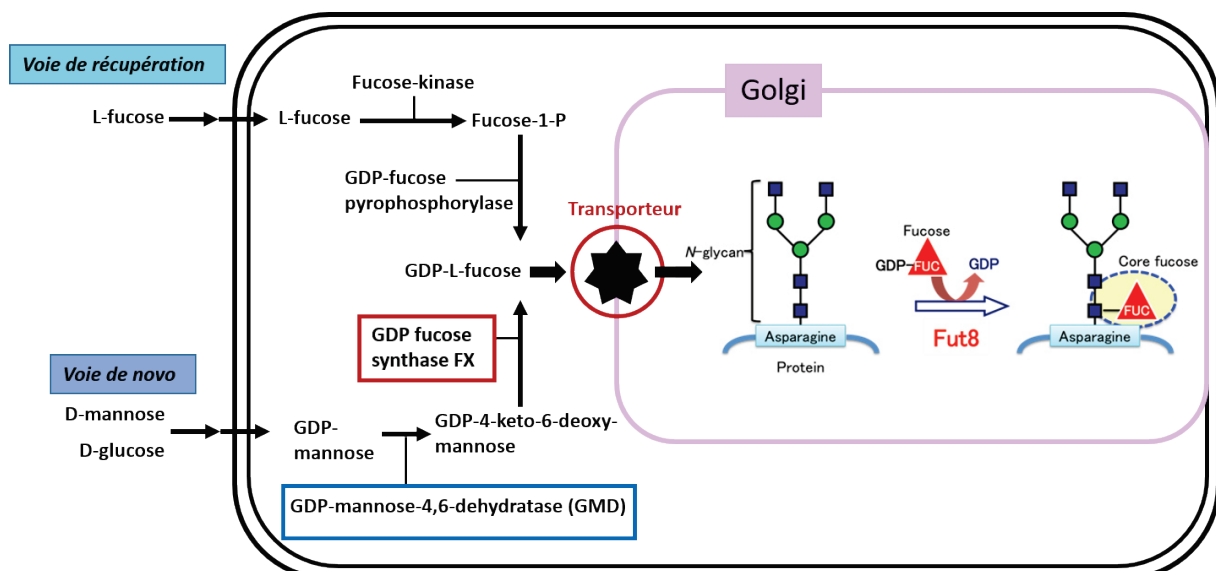 Voie de récupération
L-fucose
L-fucose
Fucose-kinase
Fucose-1-P
GDP-fucose
pyrophosphorylase
GDP-L-fucose
Transporteur
GDP fucose
synthase FX
Voie de novo
D-mannose
D-glucose
GDP-
mannose
GDP-4-keto-6-deoxy-
mannose
GDP-mannose-4,6-dehydratase (GMD)
Golgi
N-glycan
Asparagine
Protein
Fucose
GDP-FUC
GDP
Fut8
Core fucose
FUC
Asparagine